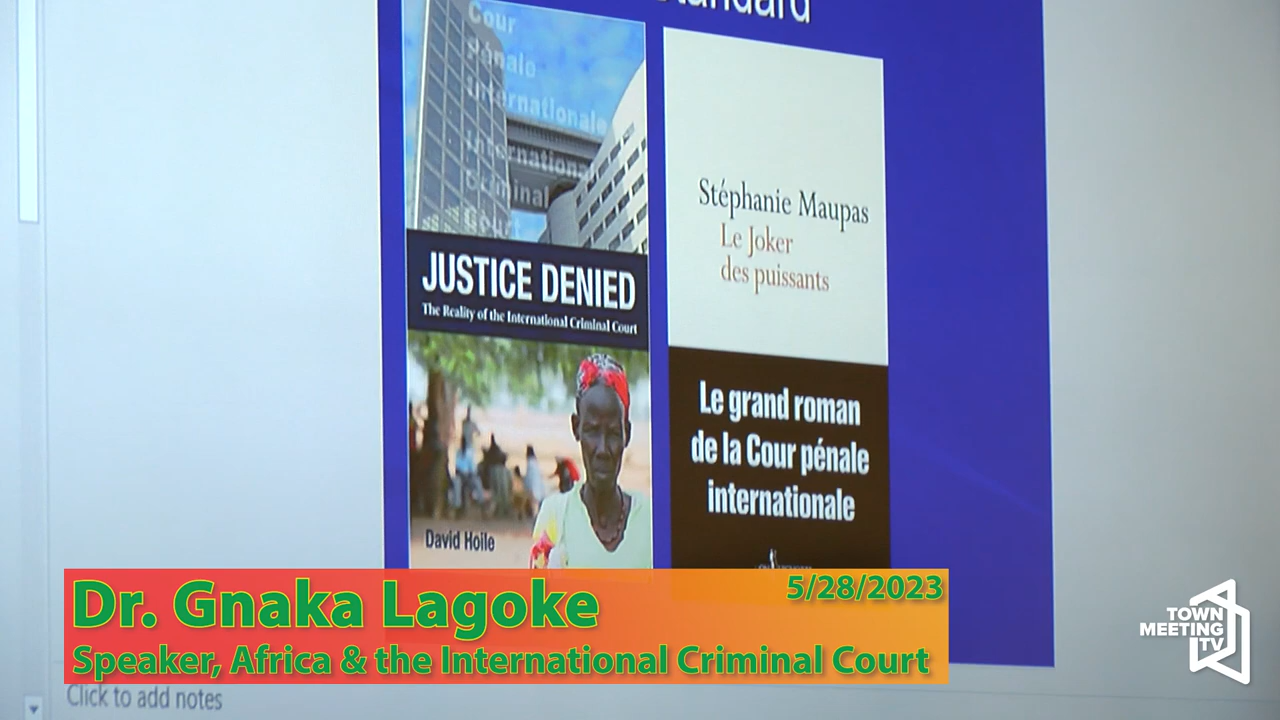 Standard
Cour
Pénale
Internationale
International
Criminal
Court
JUSTICE DENIED
The Reality of the International Criminal Court
David Hoile
Stéphanie Maupas
Le Joker
des puissants
Le grand roman
de la Cour pénale
internationale
Dr. Gnaka Lagoke
5/28/2023
Speaker, Africa & the International Criminal Court
Click to add notes
TOWN
MEETING
TV